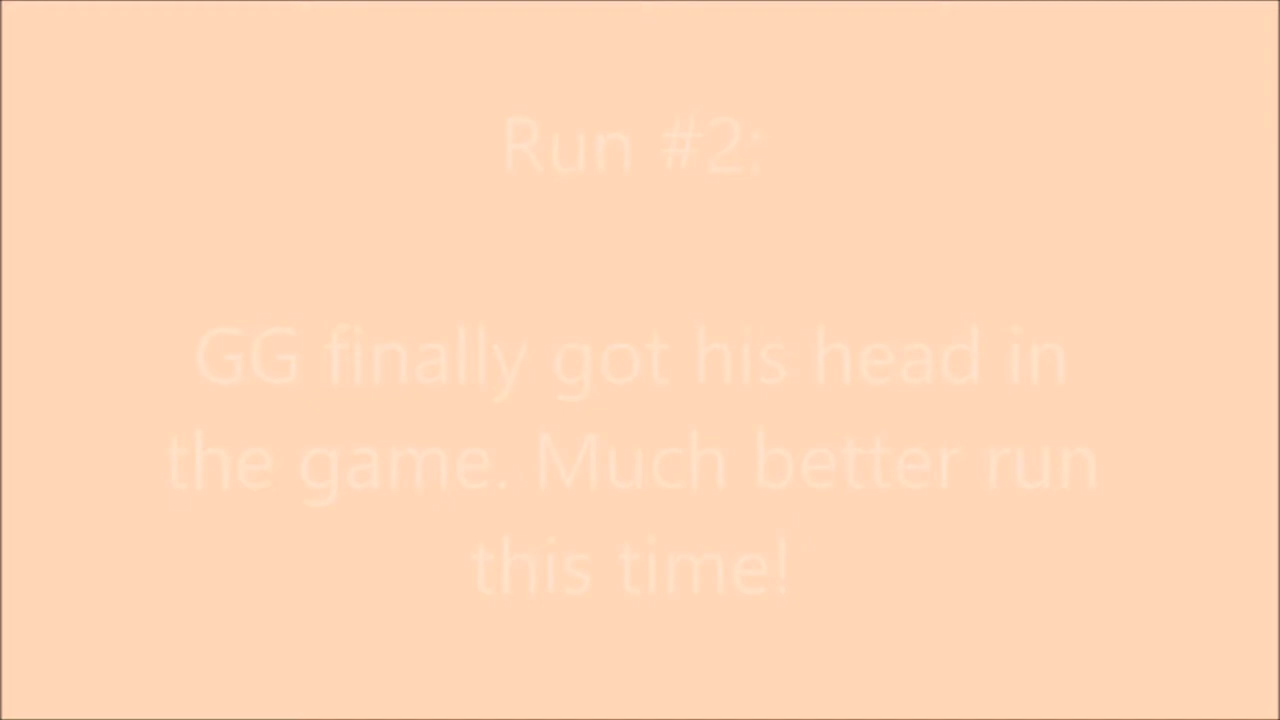 Run #2:
GG finally got his head in
the game. Much better run
this time!